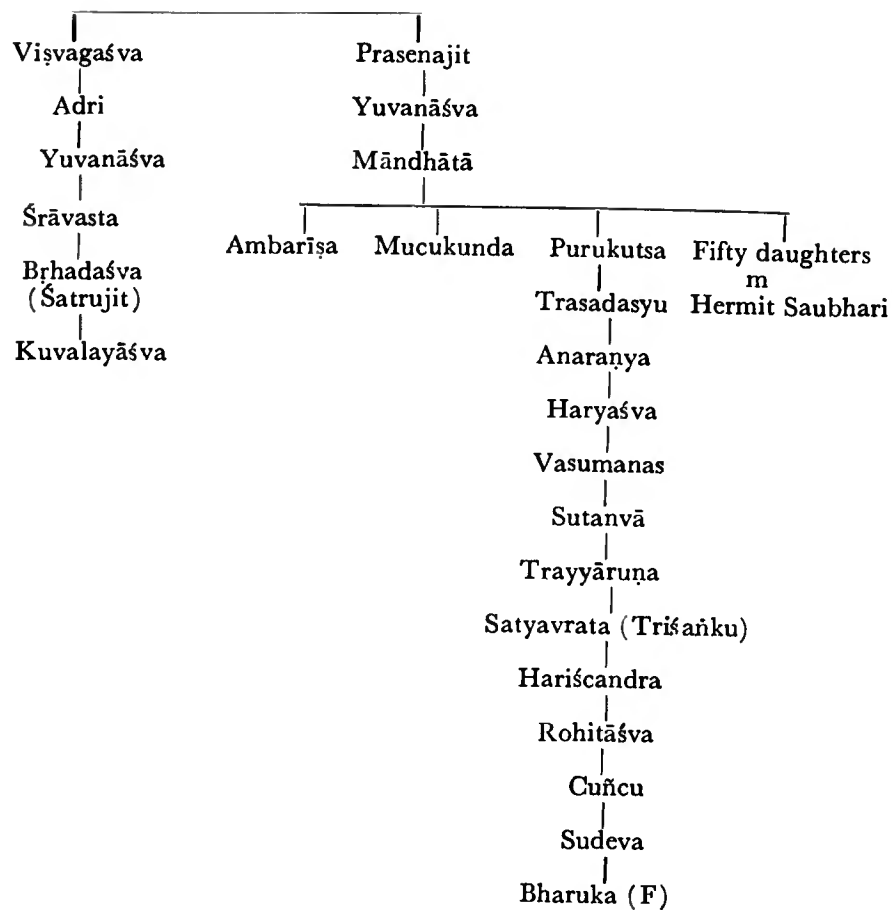 Viṣvagaśva Prasenajit
Adri Yuvanāśva
Yuvanāśva Māndhātā
Śrāvasta
Ambarīṣa Mucukunda Purukutsa Fifty daughters
Bṛhadaśva m
(Śatrujit) Trasadasyu Hermit Saubhari
Kuvalayāśva Anaraṇya
Haryaśva
Vasumanas
Sutanvā
Trayyāruṇa
Satyavrata (Triśaṅku)
Hariścandra
Rohitāśva
Cuñcu
Sudeva
Bharuka (F)